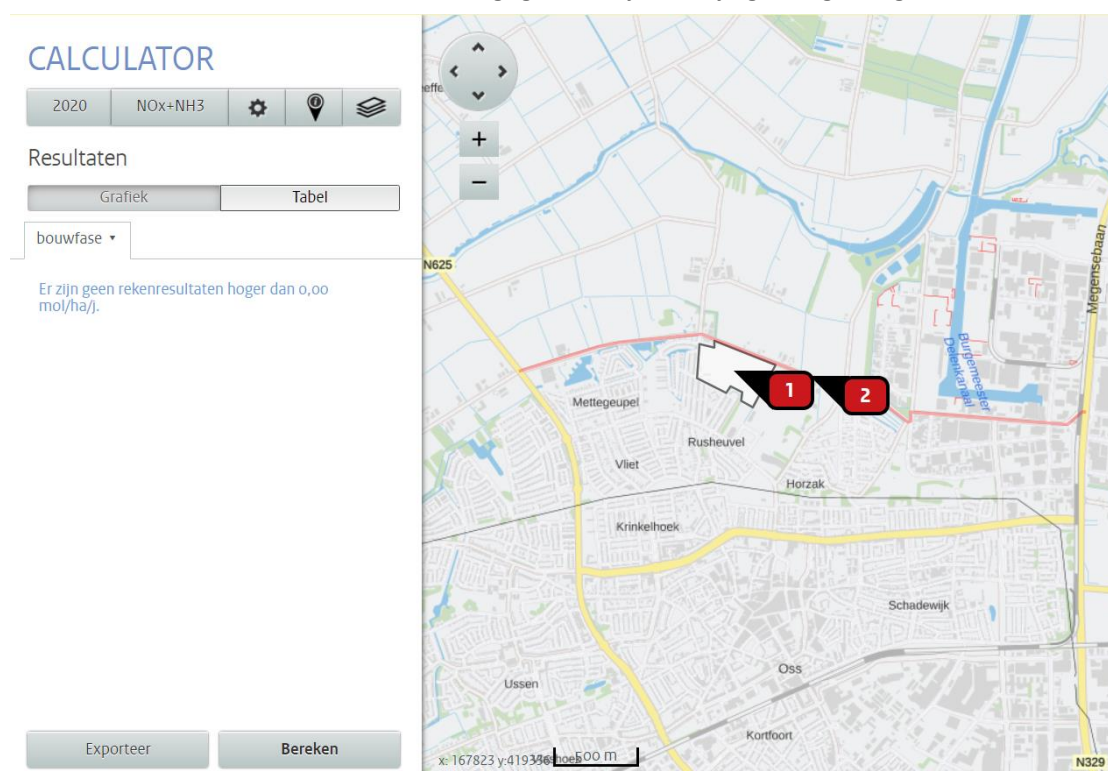 CALCULATOR
2020
NOx+NH3
Resultaten
Grafiek
Tabel
bouwfase
Er zijn geen rekenresultaten hoger dan 0,00
mol/ha/j.
Exporteer
Bereken
N625
Megensebaan
Burgemeester
Delenkanaal
1
2
Mettegeupel
Rusheuvel
Vliet
Horzak
Krinkelhoek
Schadewijk
Oss
Ussen
Kortfoort
500 m
N329